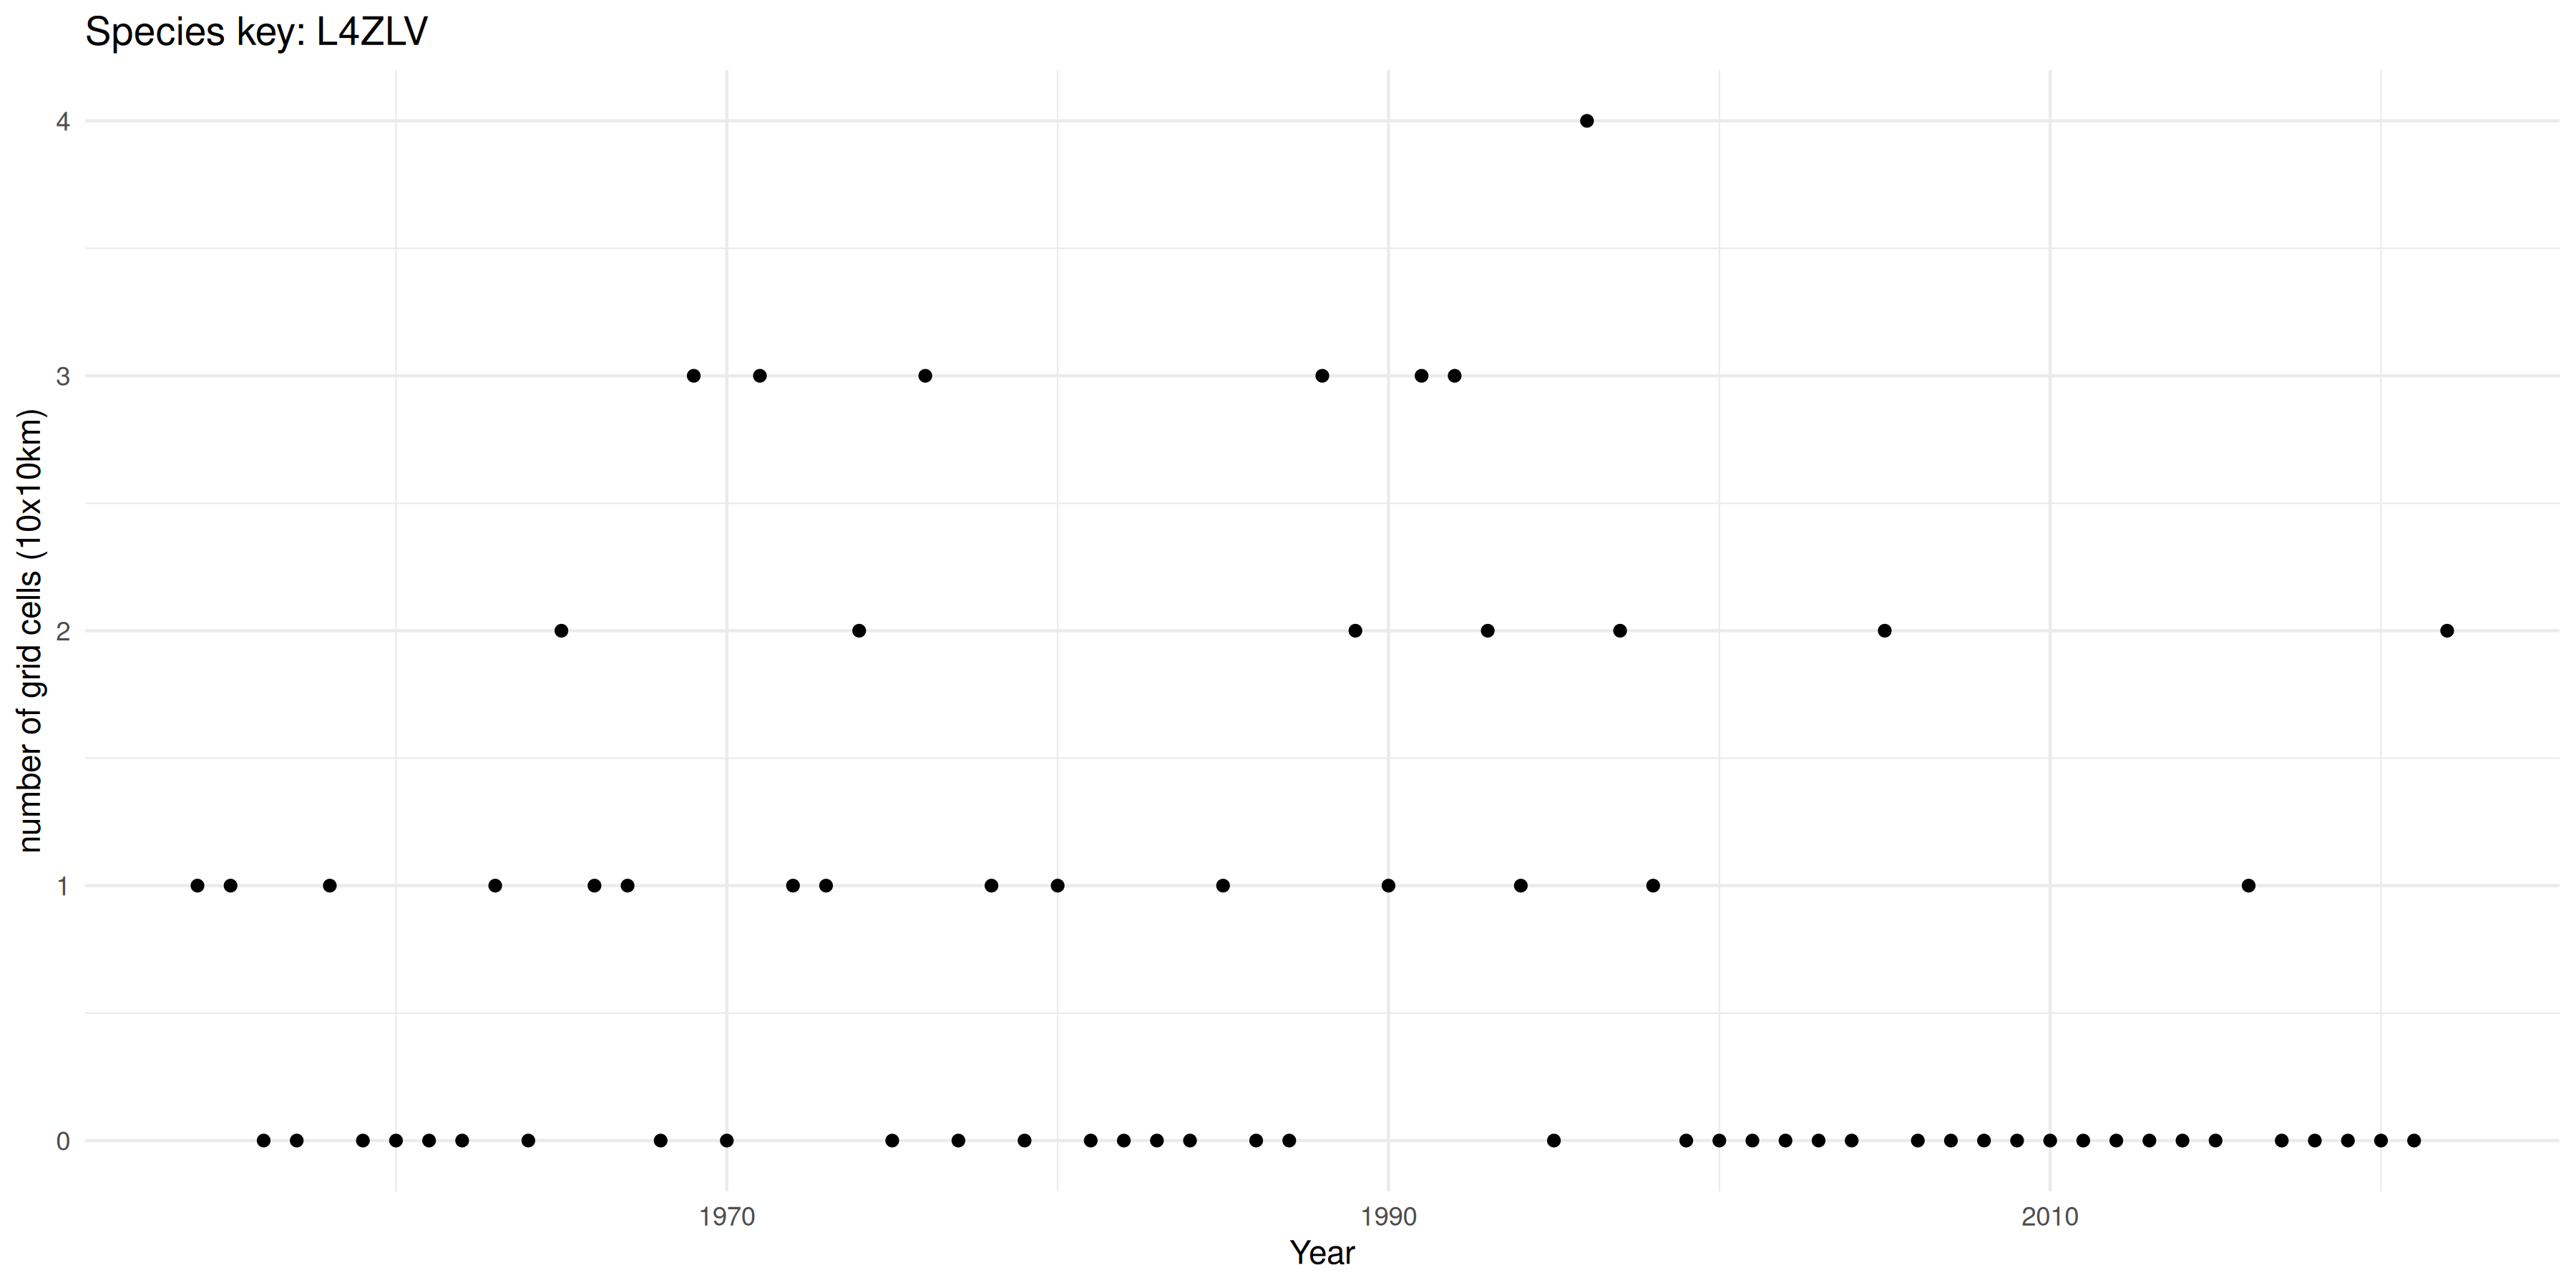 Species key: L4ZLV
4
3
2
1
0
number of grid cells (10x10km)
1970
1990
2010
Year